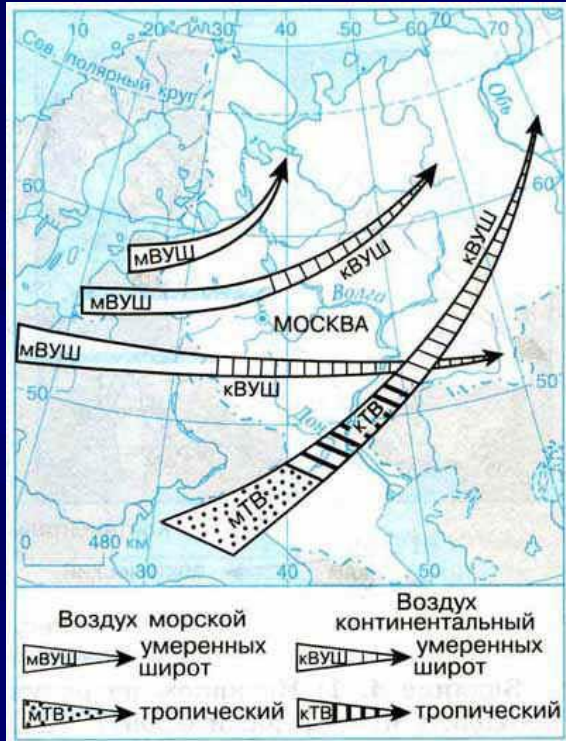 10 20 30 40 50 60 70 70
Сев. полярный круг
Обь
60
60
мВУШ
кВУШ
мВУШ
кВУШ
Волга
МОСКВА
мВУШ
50
кВУШ
50
Дон
кТВ
мТВ
0 480 км
30 40 50
Воздух морской
мВУШ умеренных
широт
мТВ тропический
Воздух
континентальный
кВУШ умеренных
широт
кТВ тропический